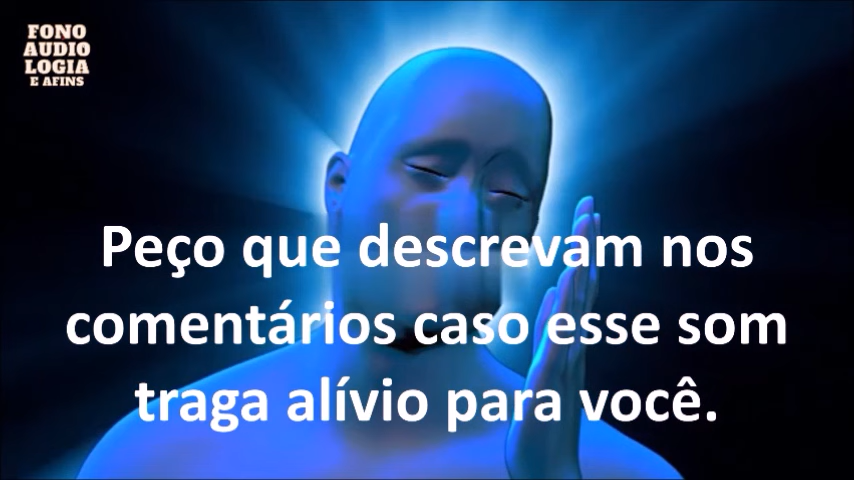 FONO
AUDIO
LOGIA
E AFINS
Peço que descrevam nos
comentários caso esse som
traga alívio para você.